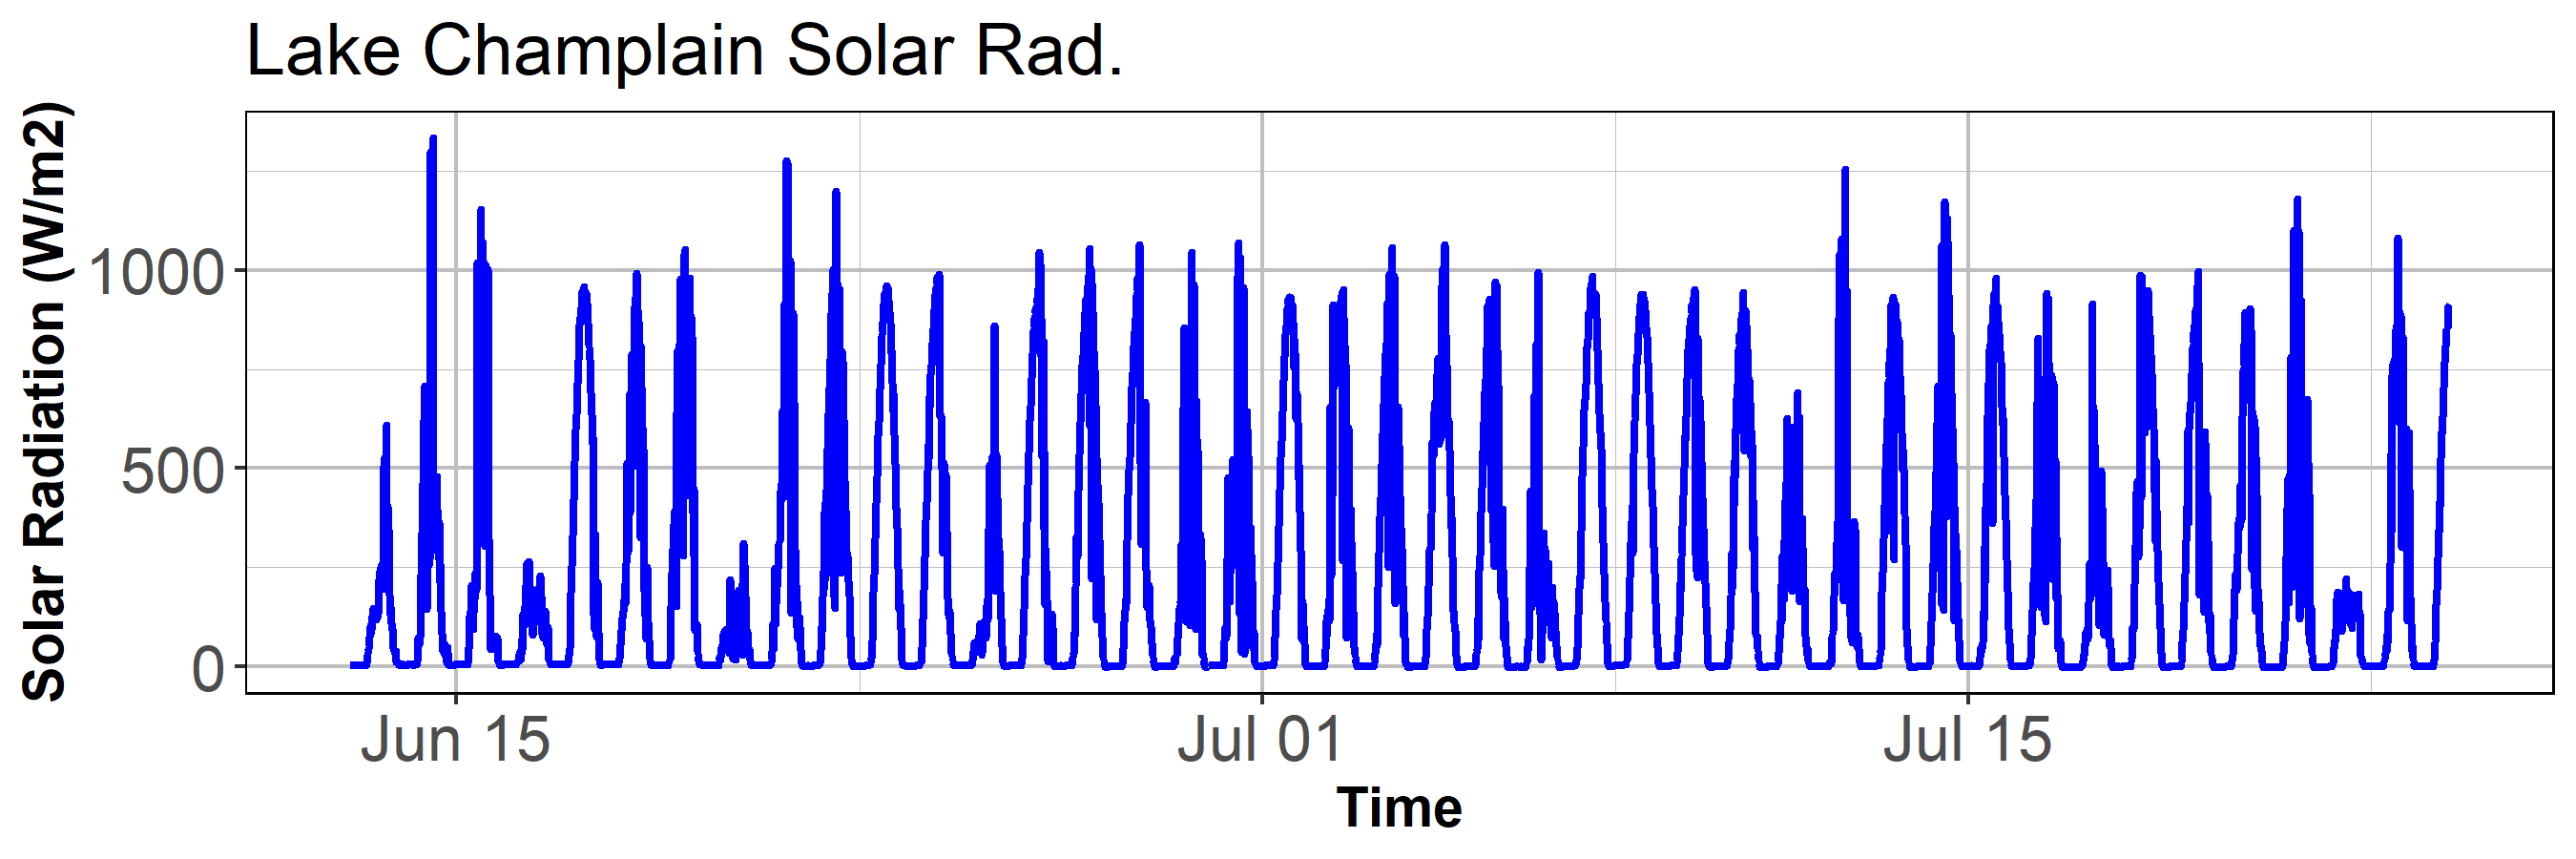 Lake Champlain Solar Rad.
Solar Radiation (W/m2)
1000
500
0
Jun 15
Jul 01
Jul 15
Time